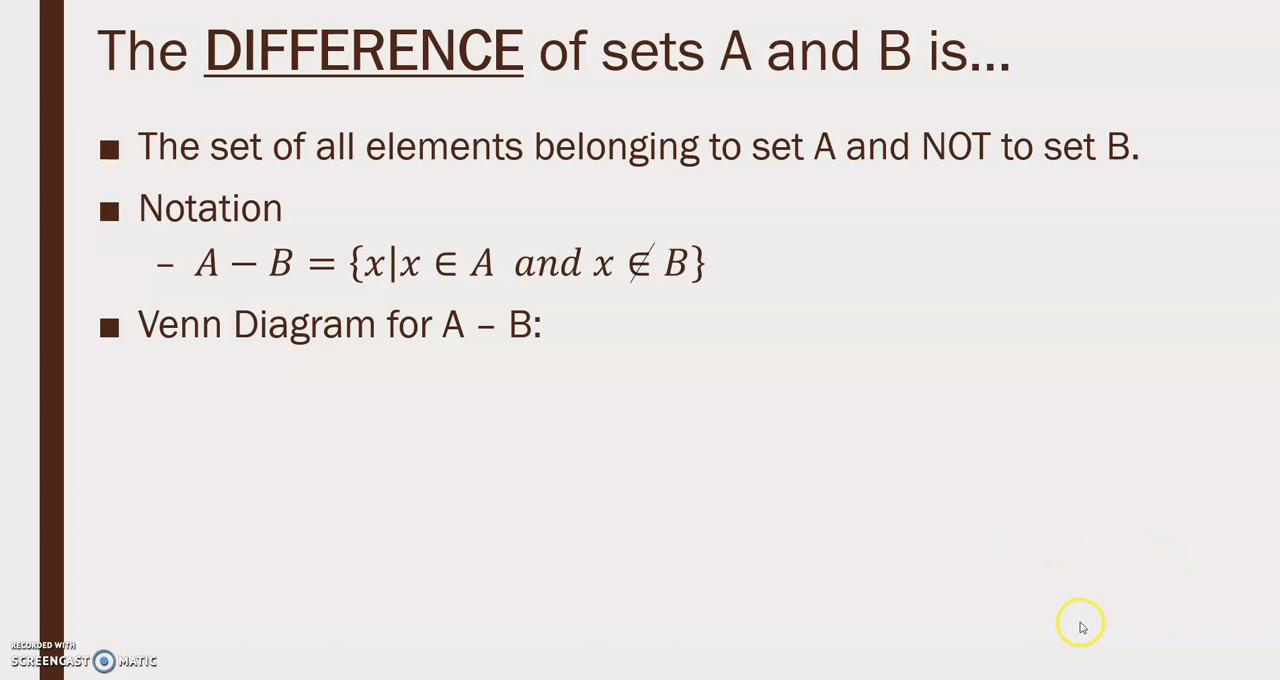 The DIFFERENCE of sets A and B is...
■ The set of all elements belonging to set A and NOT to set B.
■ Notation
– A − B = {x|x ∈ A and x ∉ B}
■ Venn Diagram for A – B:
RECORDED WITH
SCREENCAST MATIC